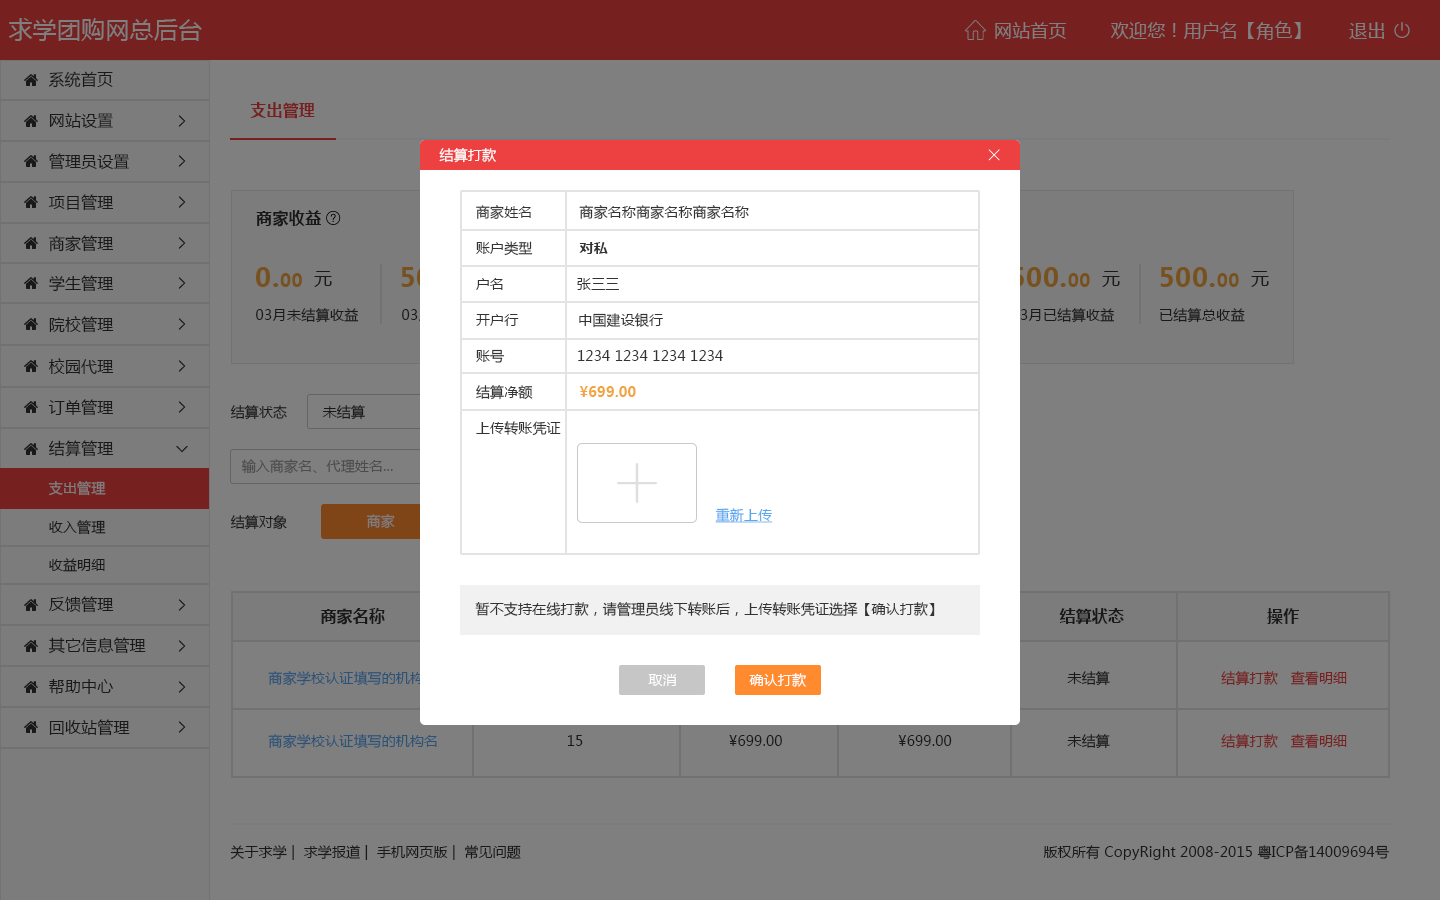 求学团购网总后台
网站首页 欢迎您！用户名【角色】 退出
系统首页
网站设置
管理员设置
项目管理
商家管理
学生管理
院校管理
校园代理
订单管理
结算管理
支出管理
收入管理
收益明细
反馈管理
其它信息管理
帮助中心
回收站管理
支出管理
商家收益
0.00 元
03月未结算收益
500.00 元
3月已结算收益
500.00 元
已结算总收益
结算状态 未结算
输入商家名、代理姓名...
结算对象 商家
结算打款
商家姓名 商家名称商家名称商家名称
账户类型 对私
户名 张三三
开户行 中国建设银行
账号 1234 1234 1234 1234
结算净额 ¥699.00
上传转账凭证
重新上传
暂不支持在线打款，请管理员线下转账后，上传转账凭证选择【确认打款】
取消 确认打款
商家名称 结算状态 操作
商家学校认证填写的机构 未结算 结算打款 查看明细
商家学校认证填写的机构名 15 ¥699.00 ¥699.00 未结算 结算打款 查看明细
关于求学 | 求学报道 | 手机网页版 | 常见问题
版权所有 CopyRight 2008-2015 粤ICP备14009694号